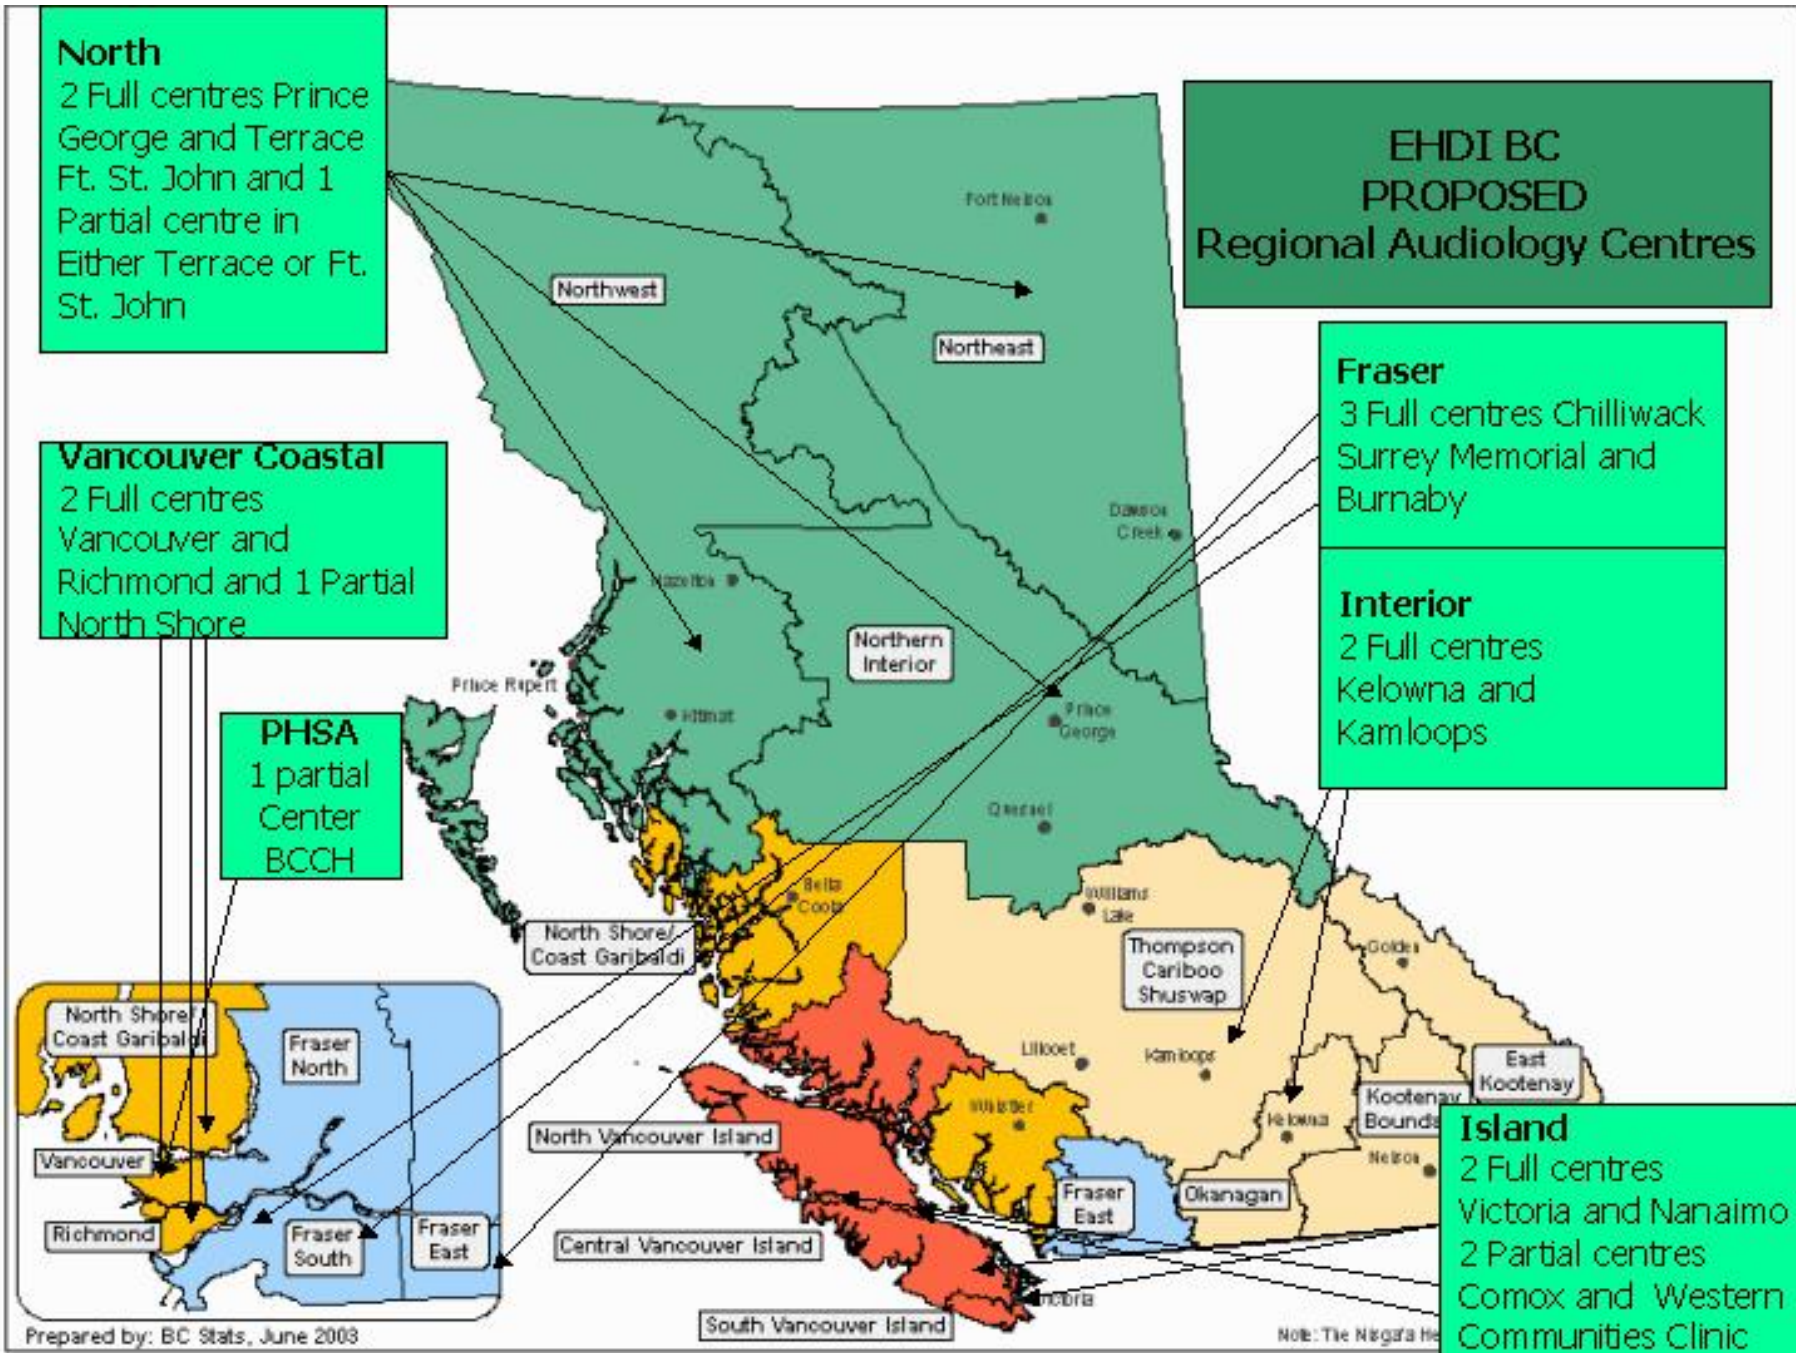 North
2 Full centres Prince
George and Terrace
Ft. St. John and 1
Partial centre in
Either Terrace or Ft.
St. John
EHDI BC
PROPOSED
Regional Audiology Centres
Fort Nelson
Northwest
Northeast
Fraser
3 Full centres Chilliwack
Surrey Memorial and
Burnaby
Vancouver Coastal
2 Full centres
Vancouver and
Richmond and 1 Partial
North Shore
Dawson
Creek
Hazelton
Interior
2 Full centres
Kelowna and
Kamloops
Northern
Interior
Prince Rupert
Kitimat
Prince
George
PHSA
1 partial
Center
BCCH
Quesnel
Bella
Coola
Williams
Lake
North Shore/
Coast Garibaldi
Thompson
Cariboo
Shuswap
Golden
North Shore/
Coast Garibaldi
Fraser
North
Lillooet
Kamloops
East
Kootenay
Kootenay
Bounda
Whistler
Kelowna
North Vancouver Island
Vancouver
Nelson
Island
2 Full centres
Victoria and Nanaimo
2 Partial centres
Comox and Western
Communities Clinic
Fraser
East
Okanagan
Richmond
Fraser
South
Fraser
East
Central Vancouver Island
Victoria
South Vancouver Island
Prepared by: BC Stats, June 2003
Note: The Nisga'a He